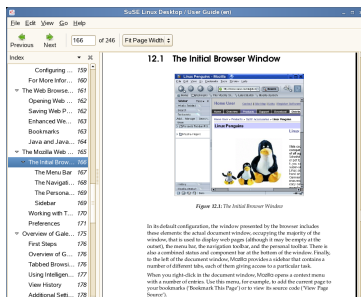 SuSE Linux Desktop / User Guide (en)
File Edit View Go Help
Previous Next 166 of 246 Fit Page Width
Index
Configuring ... 159
For More Infor... 160
The Web Browse... 161
Opening Web ... 162
Saving Web P... 162
Enhanced We... 163
Bookmarks 163
Java and Java... 164
The Mozilla Web ... 165
The Initial Brow... 166
The Menu Bar 167
The Navigati... 168
The Persona... 169
Sidebar 169
Working with T... 170
Preferences 171
Overview of Gale... 175
First Steps 176
Overview of G... 176
Tabbed Browsi... 176
Using Intelligen... 177
View History 178
Additional Setti... 178
12.1 The Initial Browser Window
Linux Penguins
Figure 12.1: The Initial Browser Window
In its default configuration, the window presented by the browser includes
these elements: the actual document window, occupying the majority of the
window, that is used to display web pages (although it may be empty at the
outset), the menu bar, the navigation toolbar, and the personal toolbar. There is
also a combined status and component bar at the bottom of the window. Finally,
to the left of the document window, Mozilla provides a sidebar that contains a
number of different tabs, each of them giving access to a particular task.
When you right-click in the document window, Mozilla opens a context menu
with a number of entries. Use this menu, for example, to add the current page to
your bookmarks ('Bookmark This Page') or to view its source code ('View Page
Source').